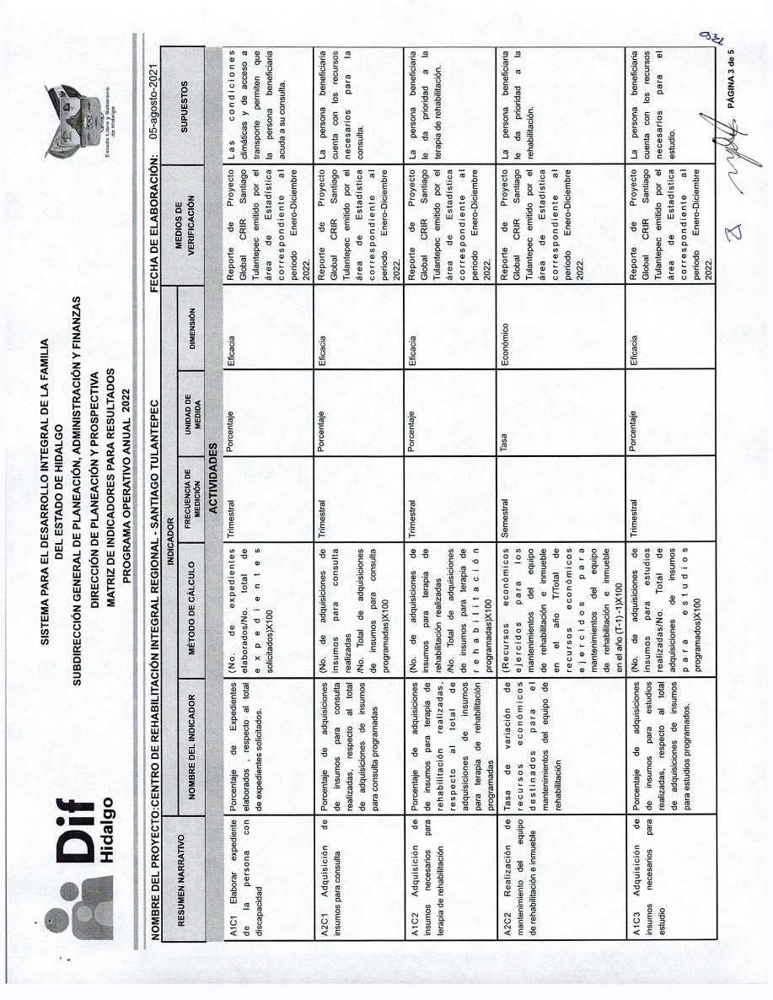 Dif
Hidalgo
SISTEMA PARA EL DESARROLLO INTEGRAL DE LA FAMILIA
DEL ESTADO DE HIDALGO
SUBDIRECCIÓN GENERAL DE PLANEACIÓN, ADMINISTRACIÓN Y FINANZAS
DIRECCIÓN DE PLANEACIÓN Y PROSPECTIVA
MATRIZ DE INDICADORES PARA RESULTADOS
PROGRAMA OPERATIVO ANUAL 2022
Estado Libre y Soberano
de Hidalgo
NOMBRE DEL PROYECTO:CENTRO DE REHABILITACIÓN INTEGRAL REGIONAL - SANTIAGO TULANTEPEC
FECHA DE ELABORACIÓN: 05-agosto-2021
RESUMEN NARRATIVO
INDICADOR
NOMBRE DEL INDICADOR
MÉTODO DE CÁLCULO
FRECUENCIA DE
MEDICIÓN
UNIDAD DE
MEDIDA
DIMENSIÓN
MEDIOS DE
VERIFICACIÓN
SUPUESTOS
ACTIVIDADES
A1C1 Elaborar expediente
de la persona con
discapacidad
Porcentaje de Expedientes
elaborados , respecto al total
de expedientes solicitados.
(No. de expedientes
elaborados/No. total de
expedientes
solicitados)X100
Trimestral
Porcentaje
Eficacia
Reporte de Proyecto
Global CRIR Santiago
Tulantepec emitido por el
área de Estadística
correspondiente al
periodo Enero-Diciembre
2022.
Las condiciones
climáticas y de acceso a
transporte permiten que
la persona beneficiaria
acuda a su consulta.
A2C1 Adquisición de
insumos para consulta
Porcentaje de adquisiciones
de insumos para consulta
realizadas, respecto al total
de adquisiciones de insumos
para consulta programadas
(No. de adquisiciones de
insumos para consulta
realizadas
/No. Total de adquisiciones
de insumos para consulta
programadas)X100
Trimestral
Porcentaje
Eficacia
Reporte de Proyecto
Global CRIR Santiago
Tulantepec emitido por el
área de Estadística
correspondiente al
periodo Enero-Diciembre
2022.
La persona beneficiaria
cuenta con los recursos
necesarios para la
consulta.
A1C2 Adquisición de
insumos necesarios para
terapia de rehabilitación
Porcentaje de adquisiciones
de insumos para terapia de
rehabilitación realizadas,
respecto al total de
adquisiciones de insumos
para terapia de rehabilitación
programadas
(No. de adquisiciones de
insumos para terapia de
rehabilitación realizadas
/No. Total de adquisiciones
de insumos para terapia de
rehabilitación
programadas)X100
Trimestral
Porcentaje
Eficacia
Reporte de Proyecto
Global CRIR Santiago
Tulantepec emitido por el
área de Estadística
correspondiente al
periodo Enero-Diciembre
2022.
La persona beneficiaria
le da prioridad a la
terapia de rehabilitación.
A2C2 Realización de
mantenimiento del equipo
de rehabilitación e inmueble
Tasa de variación de
recursos económicos
destinados para el
mantenimientos del equipo de
rehabilitación
(Recursos económicos
ejercidos para los
mantenimientos del equipo
de rehabilitación e inmueble
en el año T/Total de
recursos económicos
ejercidos para
mantenimientos del equipo
de rehabilitación e inmueble
en el año (T-1) -1)X100
Semestral
Tasa
Económico
Reporte de Proyecto
Global CRIR Santiago
Tulantepec emitido por el
área de Estadística
correspondiente al
periodo Enero-Diciembre
2022.
La persona beneficiaria
le da prioridad a la
rehabilitación.
A1C3 Adquisición de
insumos necesarios para
estudio
Porcentaje de adquisiciones
de insumos para estudios
realizadas, respecto al total
de adquisiciones de insumos
para estudios programados.
(No. de adquisiciones de
insumos para estudios
realizadas/No. Total de
adquisiciones de insumos
para estudios
programados)X100
Trimestral
Porcentaje
Eficacia
Reporte de Proyecto
Global CRIR Santiago
Tulantepec emitido por el
área de Estadística
correspondiente al
periodo Enero-Diciembre
2022.
La persona beneficiaria
cuenta con los recursos
necesarios para el
estudio.
PÁGINA 3 de 5